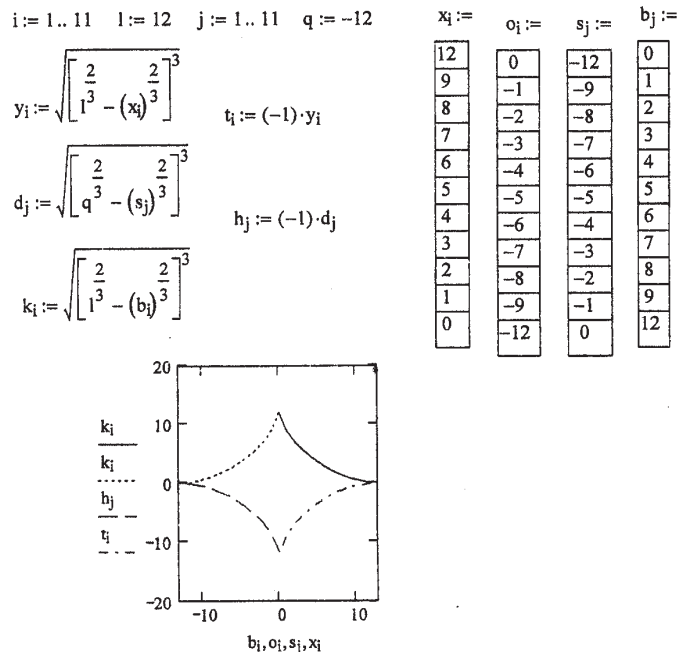 i := 1.. 11 l := 12 j := 1.. 11 q := −12
x_i := o_i := s_j := b_j :=
y_i := √([l^(2/3) − (x_i)^(2/3)]^3) t_i := (−1)·y_i
d_j := √([q^(2/3) − (s_j)^(2/3)]^3) h_j := (−1)·d_j
k_i := √([l^(2/3) − (b_i)^(2/3)]^3)
12 0 −12 0
9 −1 −9 1
8 −2 −8 2
7 −3 −7 3
6 −4 −6 4
5 −5 −5 5
4 −6 −4 6
3 −7 −3 7
2 −8 −2 8
1 −9 −1 9
0 −12 0 12
20
10
0
−10
−20
k_i
k_i
h_j
t_i
−10 0 10
b_i,o_i,s_i,x_i